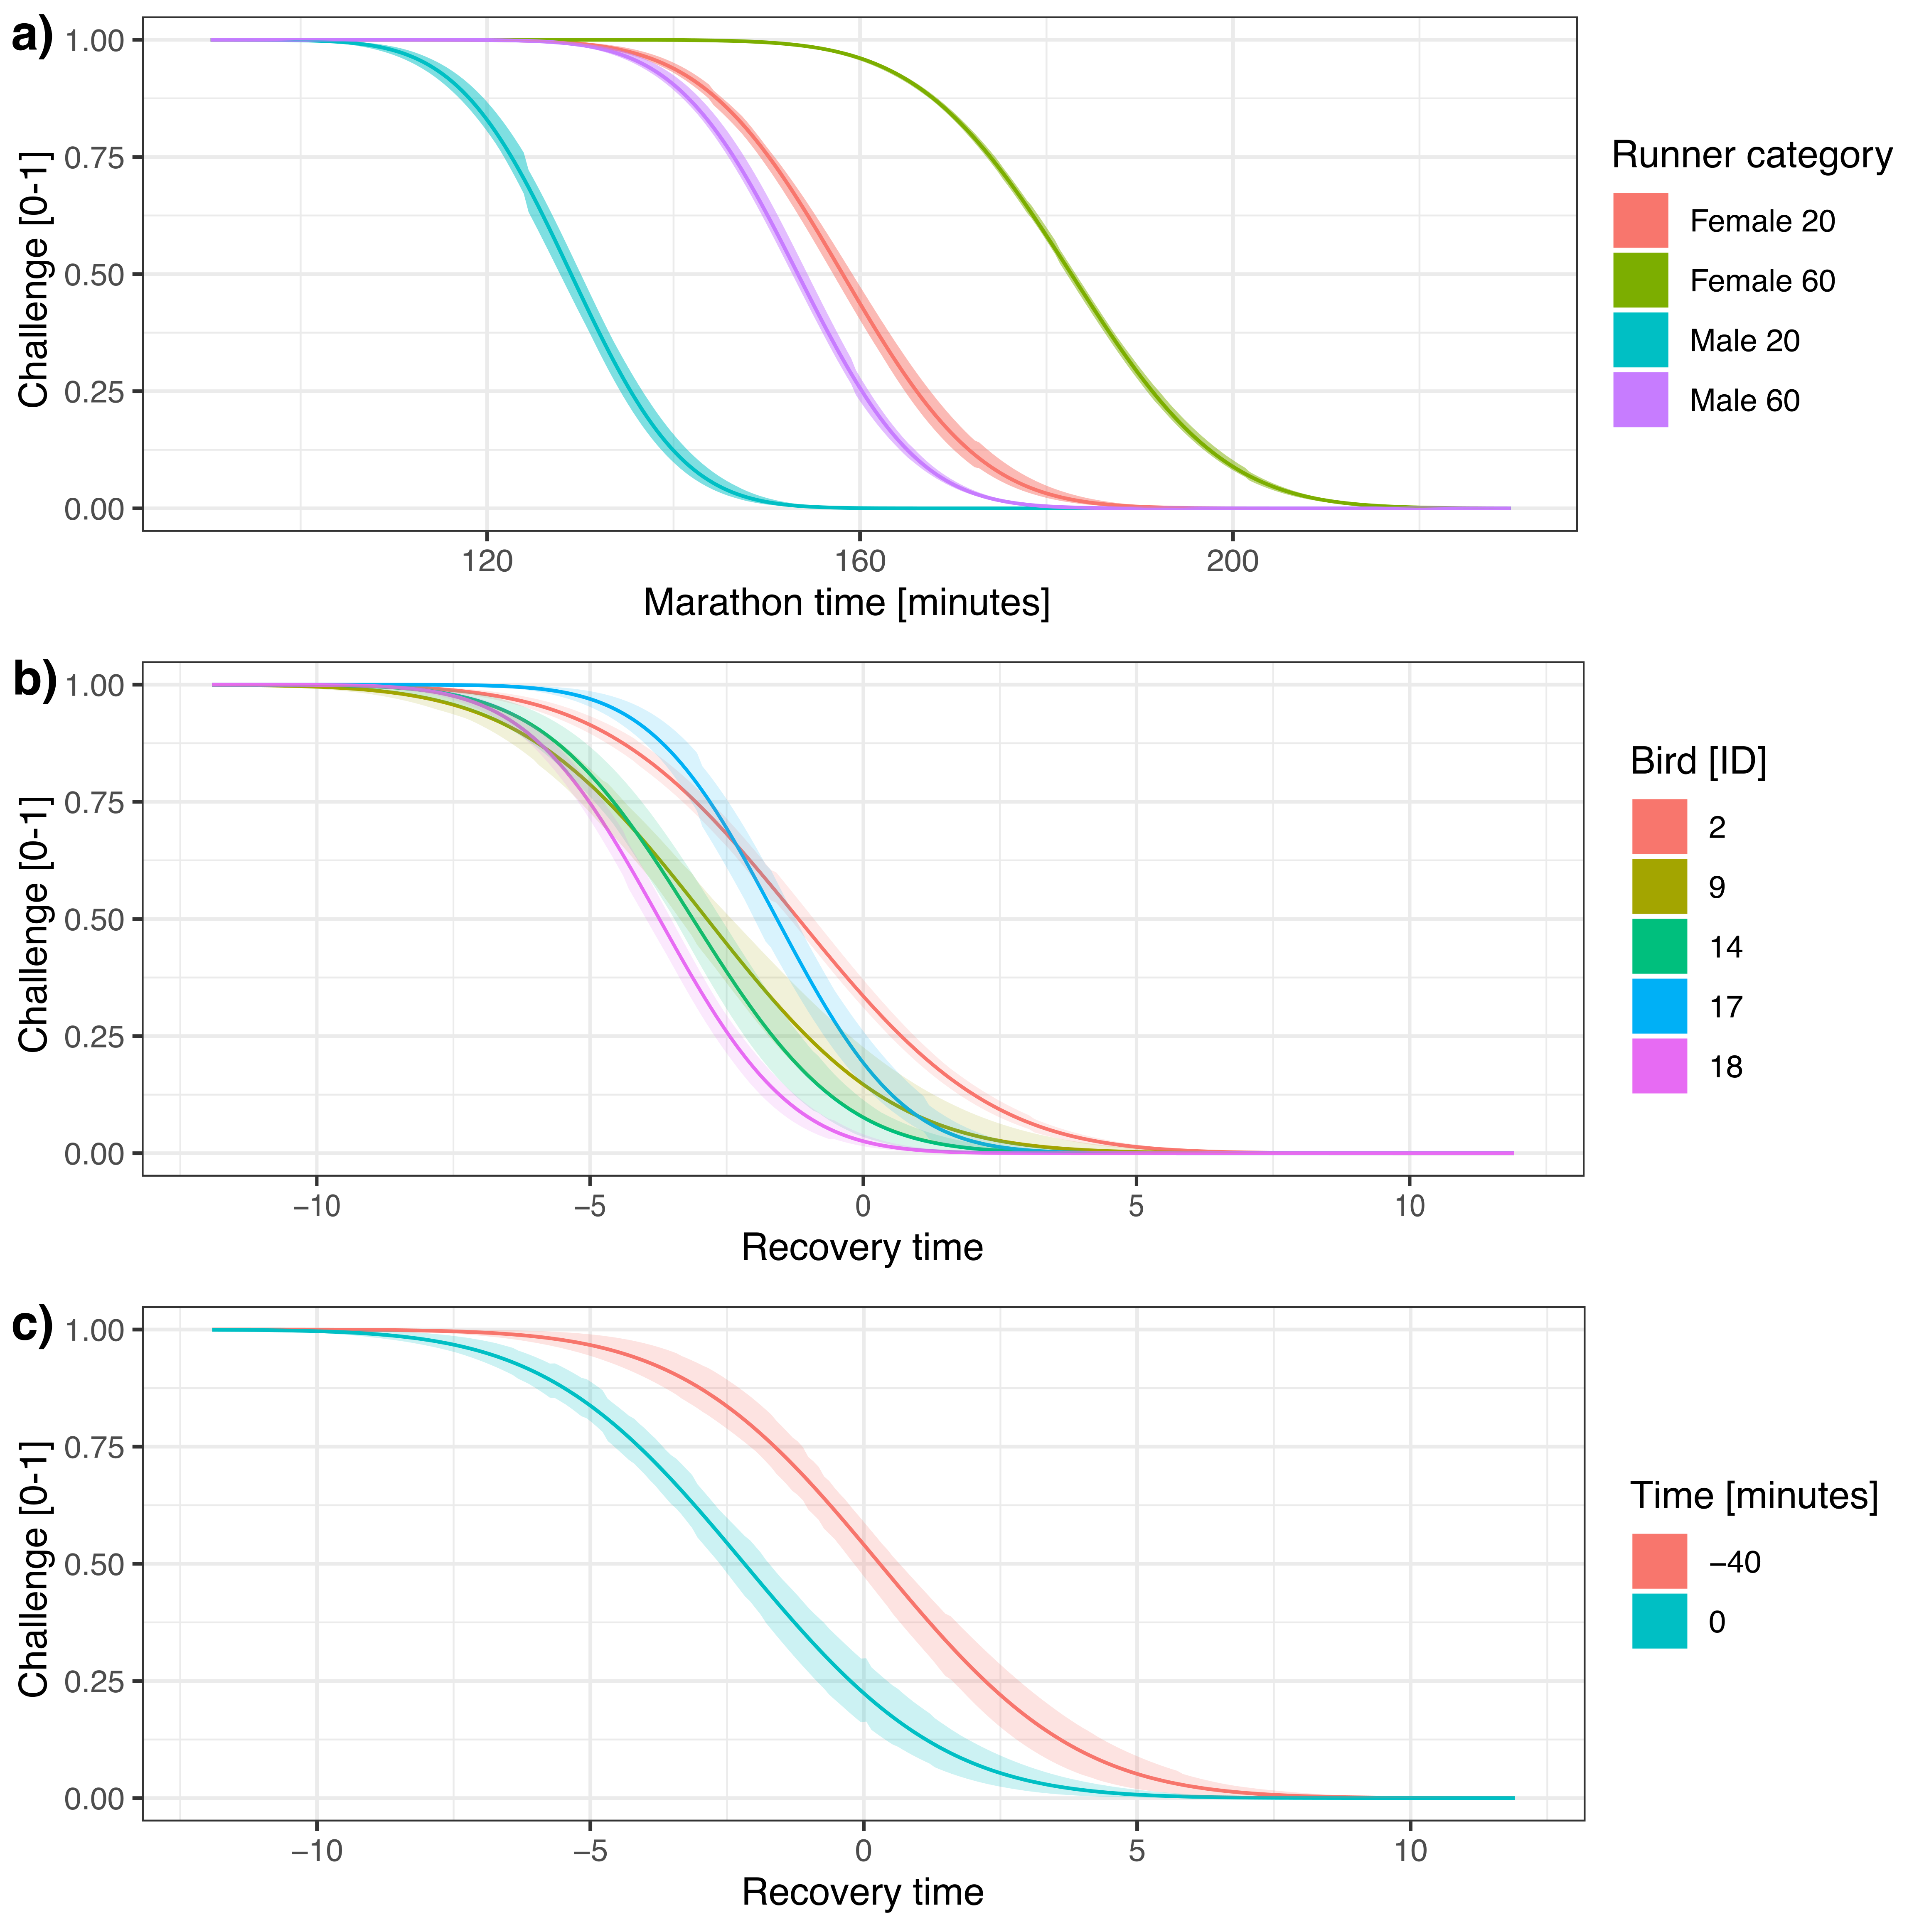 a)
1.00
0.75
0.50
0.25
0.00
Challenge [0-1]
120 160 200
Marathon time [minutes]
Runner category
Female 20
Female 60
Male 20
Male 60
b)
1.00
0.75
0.50
0.25
0.00
Challenge [0-1]
−10 −5 0 5 10
Recovery time
Bird [ID]
2
9
14
17
18
c)
1.00
0.75
0.50
0.25
0.00
Challenge [0-1]
−10 −5 0 5 10
Recovery time
Time [minutes]
−40
0